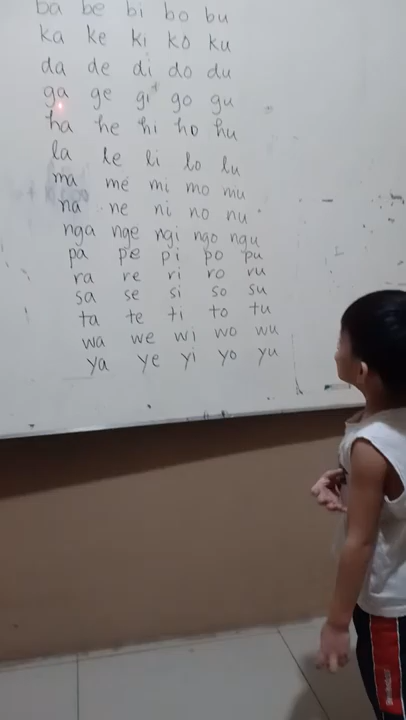 ba be bi bo bu
ka ke ki ko ku
da de di do du
ga ge gi go gu
ha he hi ho hu
la le li lo lu
ma me mi mo mu
na ne ni no nu
nga nge ngi ngo ngu
pa pe pi po pu
ra re ri ro ru
sa se si so su
ta te ti to tu
wa we wi wo wu
ya ye yi yo yu